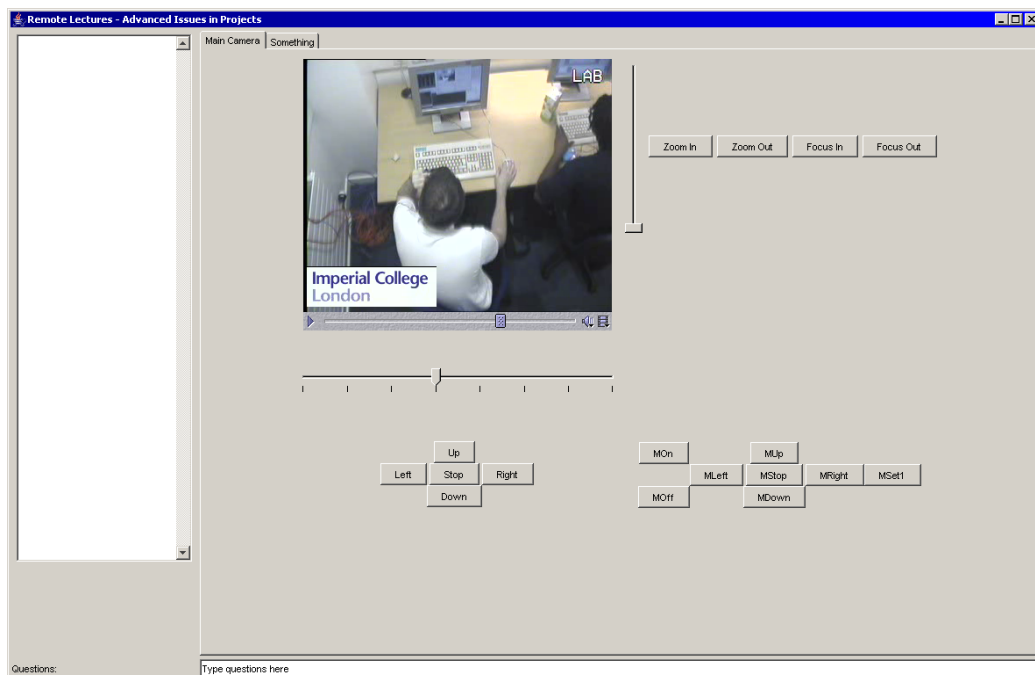 Remote Lectures - Advanced Issues in Projects
Main Camera
Something
LAB
Imperial College
London
Zoom In
Zoom Out
Focus In
Focus Out
Up
Left
Stop
Right
Down
MOn
MUp
MLeft
MStop
MRight
MSet1
MOff
MDown
Questions:
Type questions here